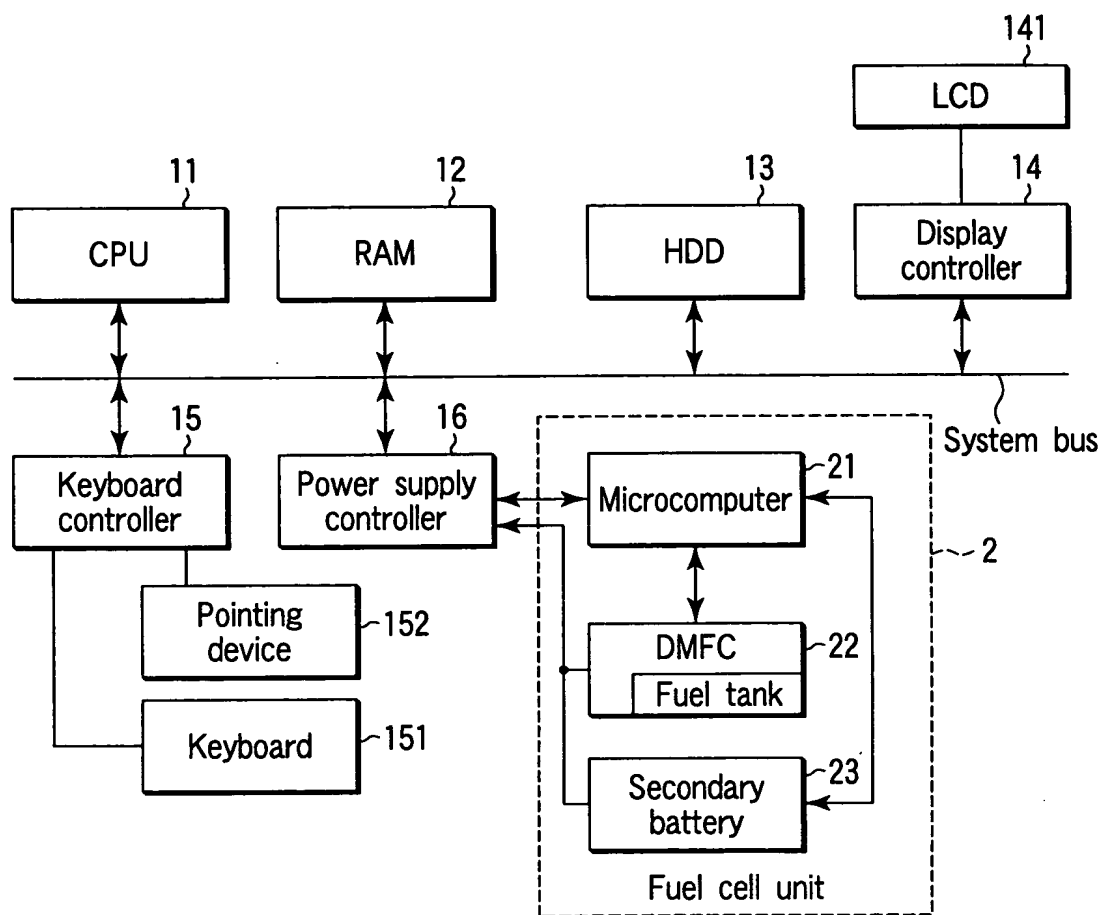 141
LCD
11
12
13
14
CPU
RAM
HDD
Display
controller
System bus
15
16
21
Keyboard
controller
Power supply
controller
Microcomputer
2
Pointing
device
152
DMFC
22
Fuel tank
Keyboard
151
Secondary
battery
23
Fuel cell unit